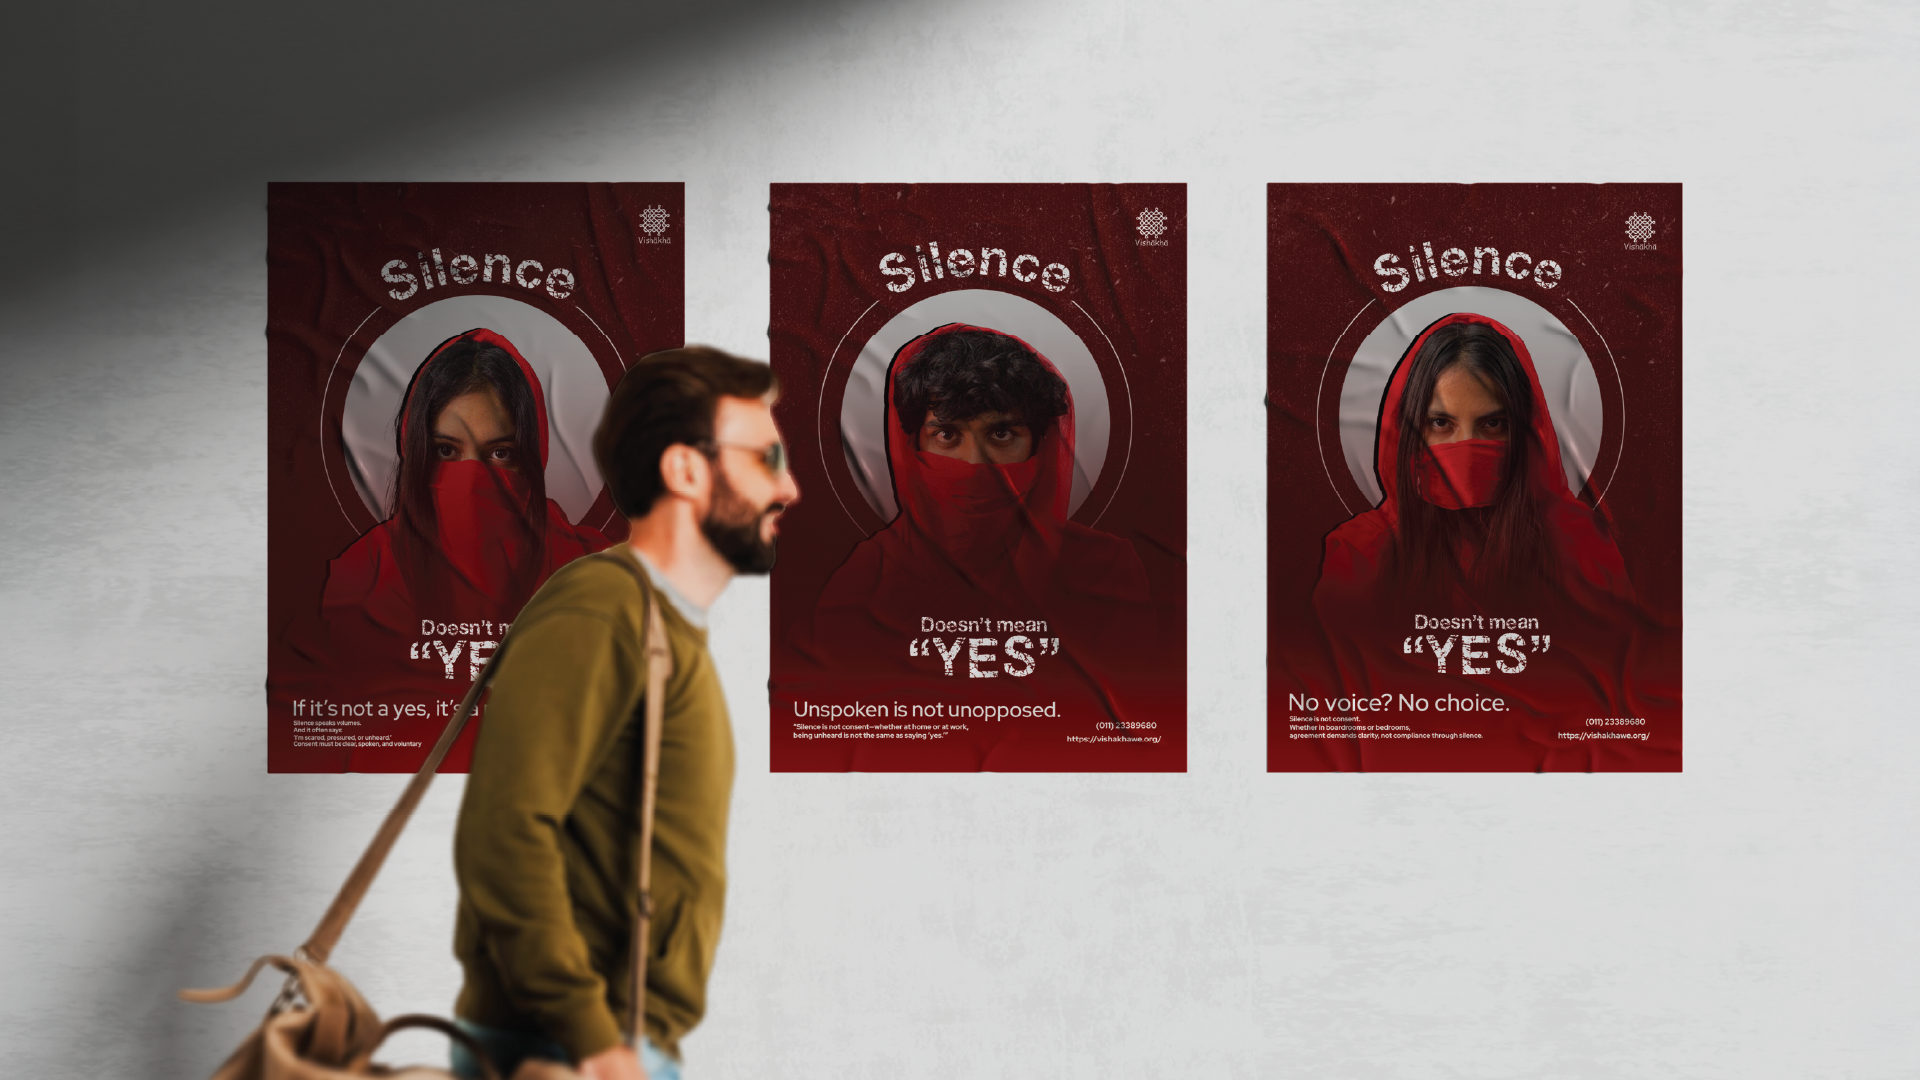 Vishakha
Silence
Doesn't m
“YE
If it's not a yes, it's a
Silence speaks volumes.
And it often says:
'I'm scared, pressured, or unheard.'
Consent must be clear, spoken, and voluntary
Vishakha
Silence
Doesn't mean
“YES”
Unspoken is not unopposed.
“Silence is not consent—whether at home or at work,
being unheard is not the same as saying 'yes.'”
(011) 23389680
https://vishakhawe.org/
Vishakha
Silence
Doesn't mean
“YES”
No voice? No choice.
Silence is not consent.
Whether in boardrooms or bedrooms,
agreement demands clarity, not compliance through silence.
(011) 23389680
https://vishakhawe.org/